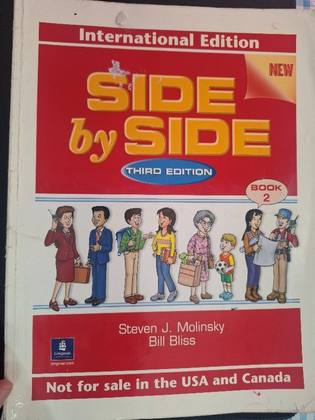 International Edition
NEW
SIDE
by SIDE
THIRD EDITION
BOOK
2
Steven J. Molinsky
Bill Bliss
Longman
Not for sale in the USA and Canada